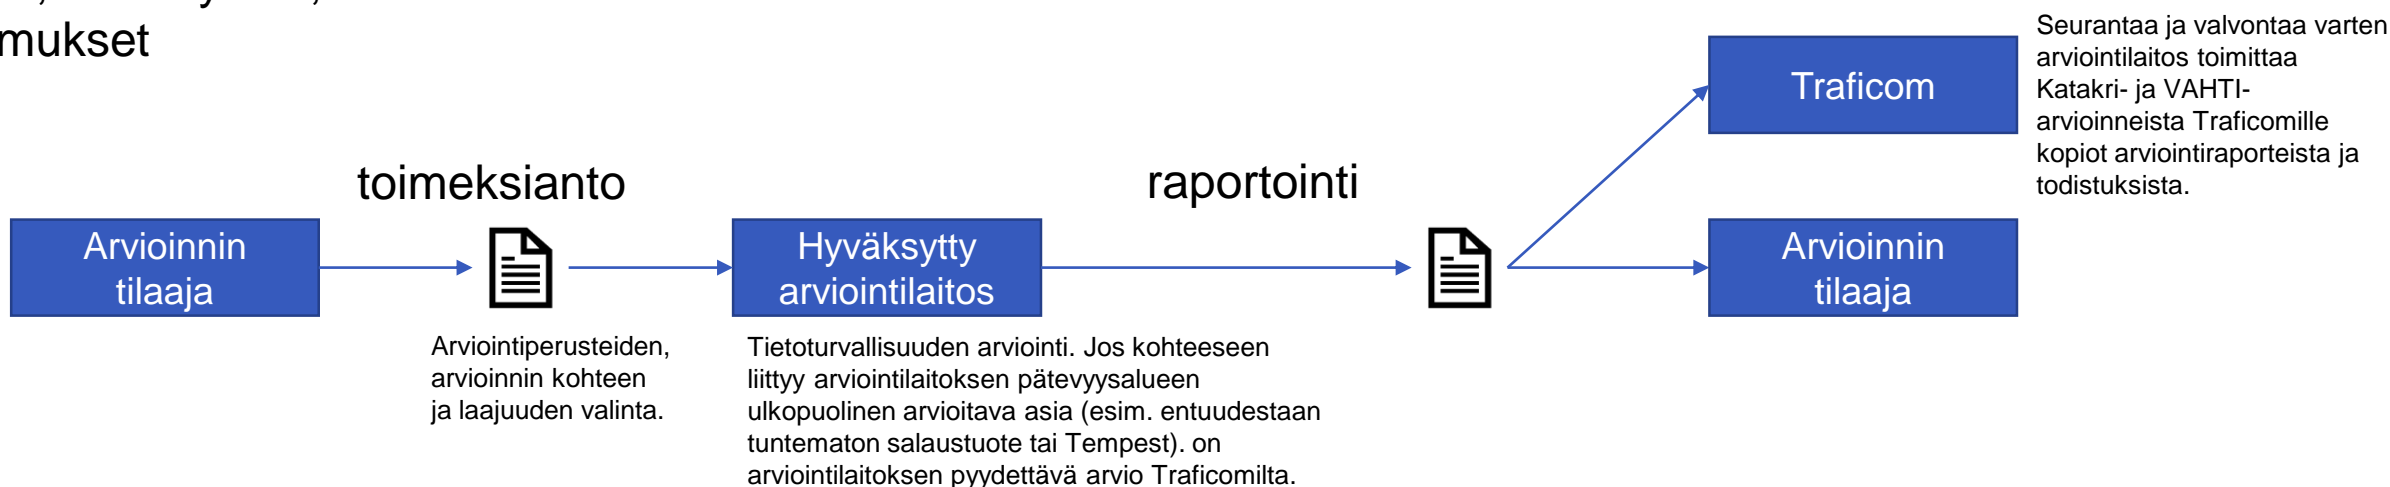 mukset
toimeksianto
raportointi
Arvioinnin
tilaaja
Arviointiperusteiden,
arvioinnin kohteen
ja laajuuden valinta.
Hyväksytty
arviointilaitos
Tietoturvallisuuden arviointi. Jos kohteeseen
liittyy arviointilaitoksen pätevyysalueen
ulkopuolinen arvioitava asia (esim. entuudestaan
tuntematon salaustuote tai Tempest). on
arviointilaitoksen pyydettävä arvio Traficomilta.
Traficom
Seurantaa ja valvontaa varten
arviointilaitos toimittaa
Katakri- ja VAHTI-
arvioinneista Traficomille
kopiot arviointiraporteista ja
todistuksista.
Arvioinnin
tilaaja